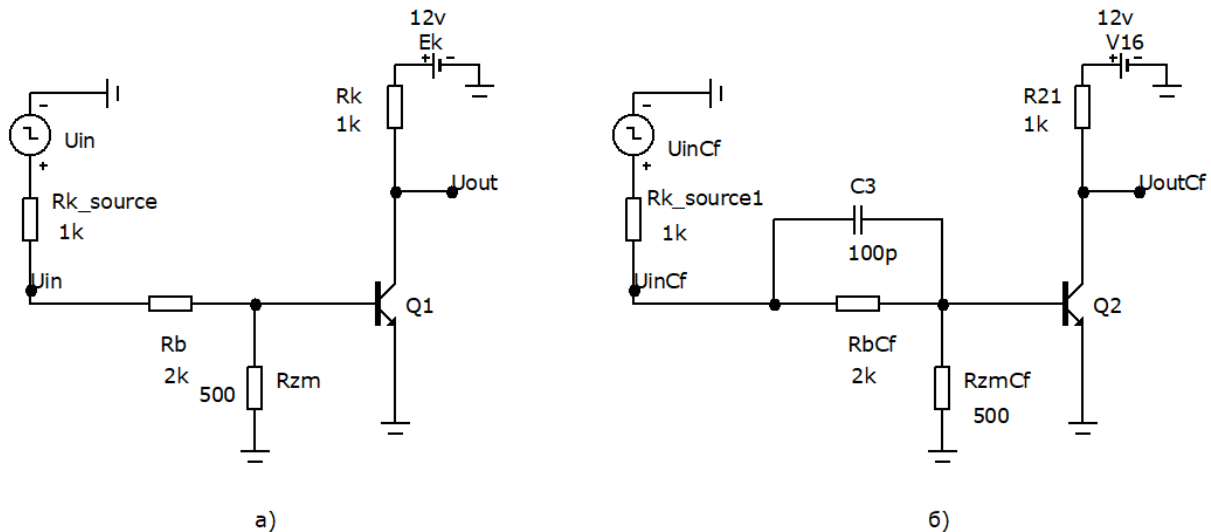 12v
Ek
+ -
Rk
1k
-
Uin
+
Rk_source
1k
Uin
Uout
Rb
2k
Rzm
500
Q1
а)
12v
V16
+ -
R21
1k
-
UinCf
+
Rk_source1
1k
UinCf
C3
100p
UoutCf
RbCf
2k
RzmCf
500
Q2
б)